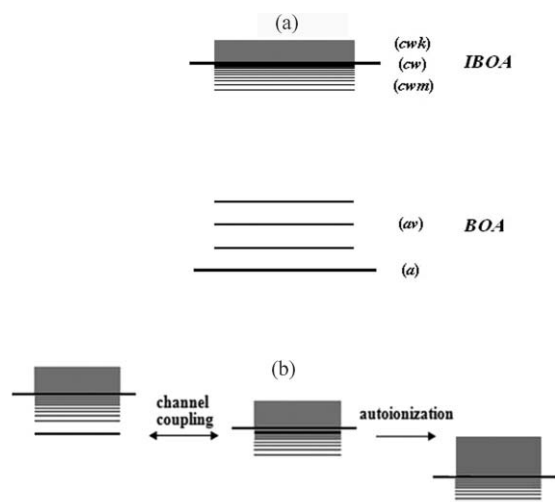 (a)
(cwk)
(cw) IBOA
(cwm)
(av) BOA
(a)
(b)
channel
coupling
autoionization